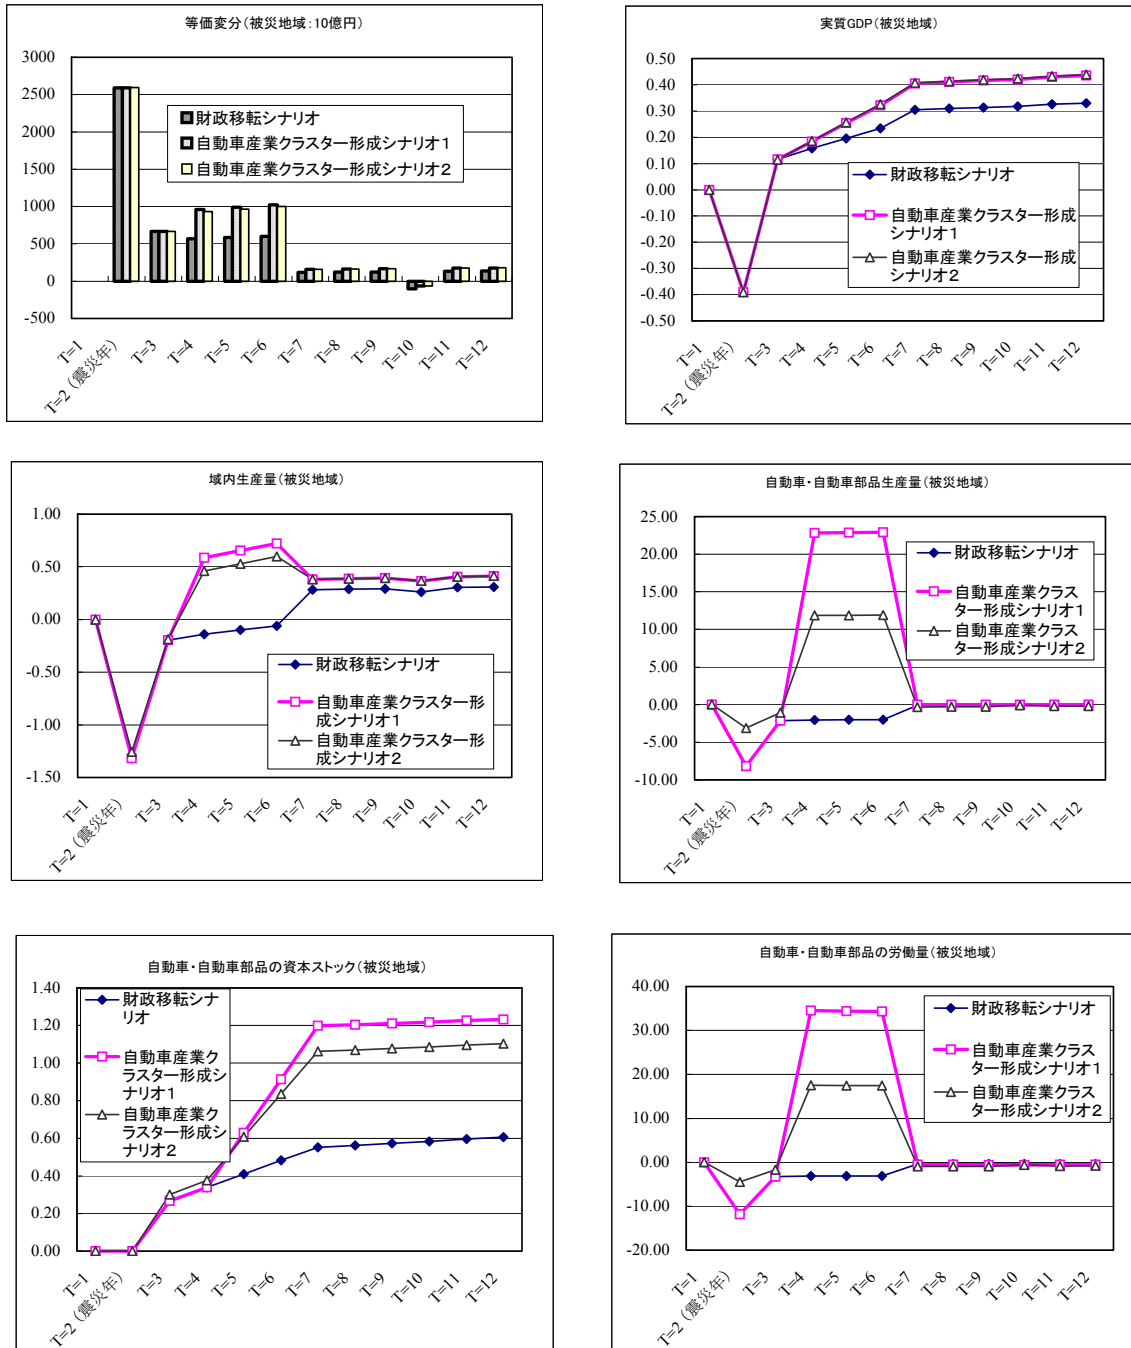 等価変分(被災地域:10億円)
3000
2500
2000
1500
1000
500
0
-500
財政移転シナリオ
自動車産業クラスター形成シナリオ1
自動車産業クラスター形成シナリオ2
T=1
T=2 (震災年)
T=3
T=4
T=5
T=6
T=7
T=8
T=9
T=10
T=11
T=12
実質GDP(被災地域)
0.50
0.40
0.30
0.20
0.10
0.00
-0.10
-0.20
-0.30
-0.40
-0.50
財政移転シナリオ
自動車産業クラスター形成
シナリオ1
自動車産業クラスター形成
シナリオ2
T=1
T=2 (震災年)
T=3
T=4
T=5
T=6
T=7
T=8
T=9
T=10
T=11
T=12
域内生産量(被災地域)
1.00
0.50
0.00
-0.50
-1.00
-1.50
財政移転シナリオ
自動車産業クラスター形
成シナリオ1
自動車産業クラスター形
成シナリオ2
T=1
T=2 (震災年)
T=3
T=4
T=5
T=6
T=7
T=8
T=9
T=10
T=11
T=12
自動車・自動車部品生産量(被災地域)
25.00
20.00
15.00
10.00
5.00
0.00
-5.00
-10.00
財政移転シナリオ
自動車産業クラス
ター形成シナリオ1
自動車産業クラス
ター形成シナリオ2
T=1
T=2 (震災年)
T=3
T=4
T=5
T=6
T=7
T=8
T=9
T=10
T=11
T=12
自動車・自動車部品の資本ストック(被災地域)
1.40
1.20
1.00
0.80
0.60
0.40
0.20
0.00
財政移転シナ
リオ
自動車産業ク
ラスター形成シ
ナリオ1
自動車産業ク
ラスター形成シ
ナリオ2
T=1
T=2 (震災年)
T=3
T=4
T=5
T=6
T=7
T=8
T=9
T=10
T=11
T=12
自動車・自動車部品の労働量(被災地域)
40.00
30.00
20.00
10.00
0.00
-10.00
-20.00
財政移転シナリオ
自動車産業クラス
ター形成シナリオ1
自動車産業クラス
ター形成シナリオ2
T=1
T=2 (震災年)
T=3
T=4
T=5
T=6
T=7
T=8
T=9
T=10
T=11
T=12